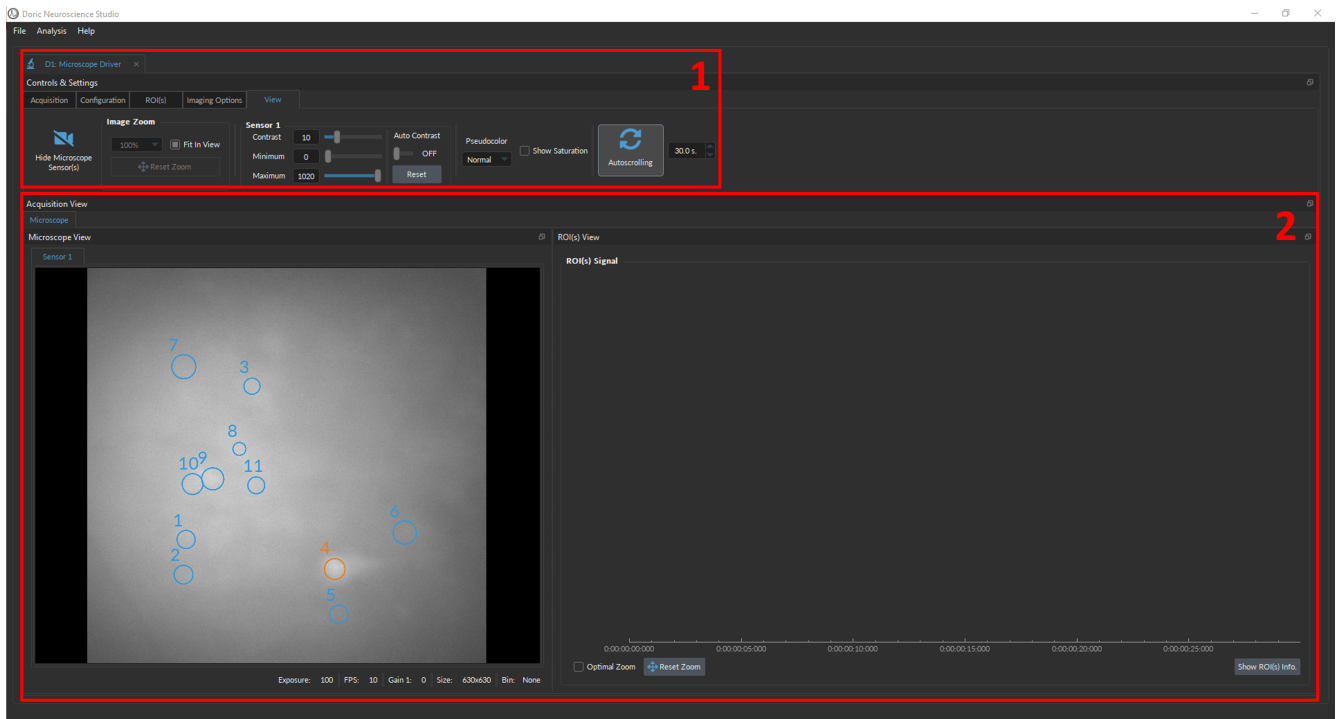 Doric Neuroscience Studio
File Analysis Help
D1: Microscope Driver
1
Controls & Settings
Acquisition Configuration ROI(s) Imaging Options View
Hide Microscope Sensor(s)
Image Zoom
100% Fit In View
Reset Zoom
Sensor 1
Contrast 10
Minimum 0
Maximum 1020
Auto Contrast
OFF
Reset
Pseudocolor
Normal
Show Saturation
Autoscrolling
30.0 s.
Acquisition View
Microscope
2
Microscope View
Sensor 1
7
3
8
10 9
11
1
6
2
4
5
Exposure: 100 FPS: 10 Gain 1: 0 Size: 630x630 Bin: None
ROI(s) View
ROI(s) Signal
0:00:00:00:000 0:00:00:05:000 0:00:00:10:000 0:00:00:15:000 0:00:00:20:000 0:00:00:25:000
Optimal Zoom Reset Zoom Show ROI(s) Info.